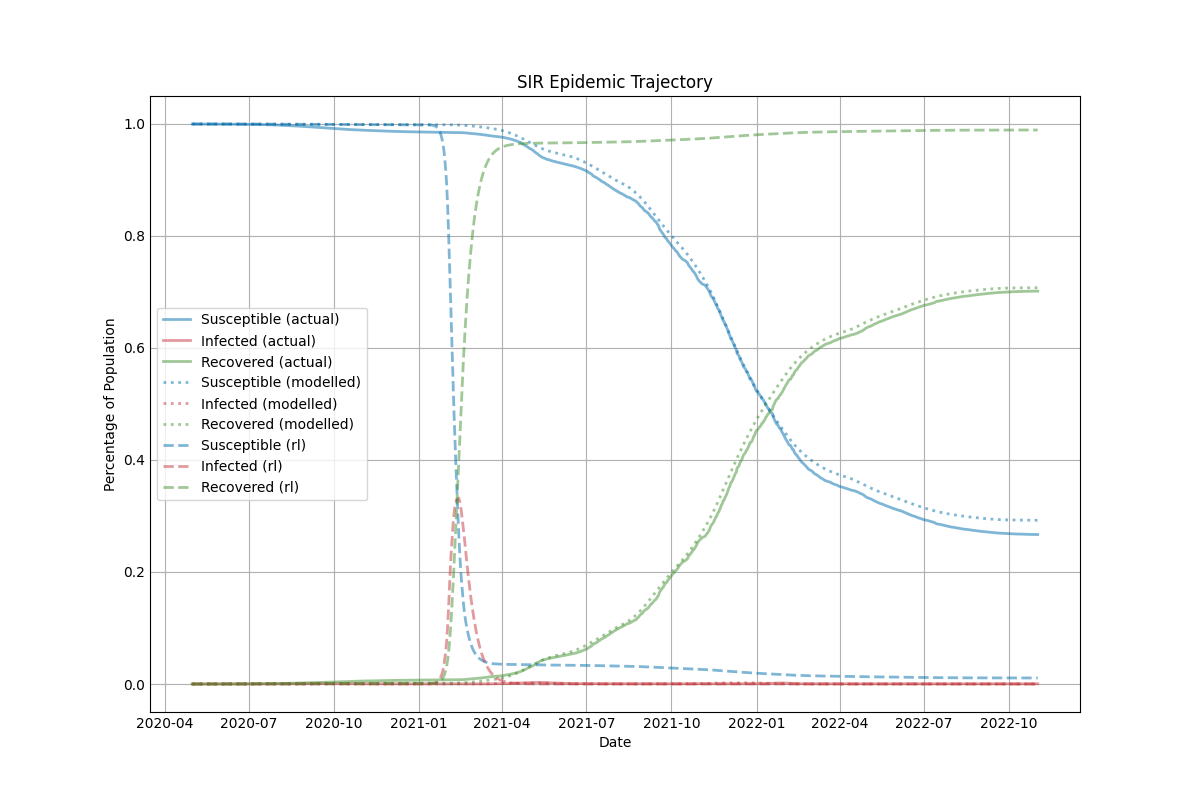 SIR Epidemic Trajectory
Percentage of Population
1.0
0.8
0.6
0.4
0.2
0.0
Susceptible (actual)
Infected (actual)
Recovered (actual)
Susceptible (modelled)
Infected (modelled)
Recovered (modelled)
Susceptible (rl)
Infected (rl)
Recovered (rl)
2020-04 2020-07 2020-10 2021-01 2021-04 2021-07 2021-10 2022-01 2022-04 2022-07 2022-10
Date